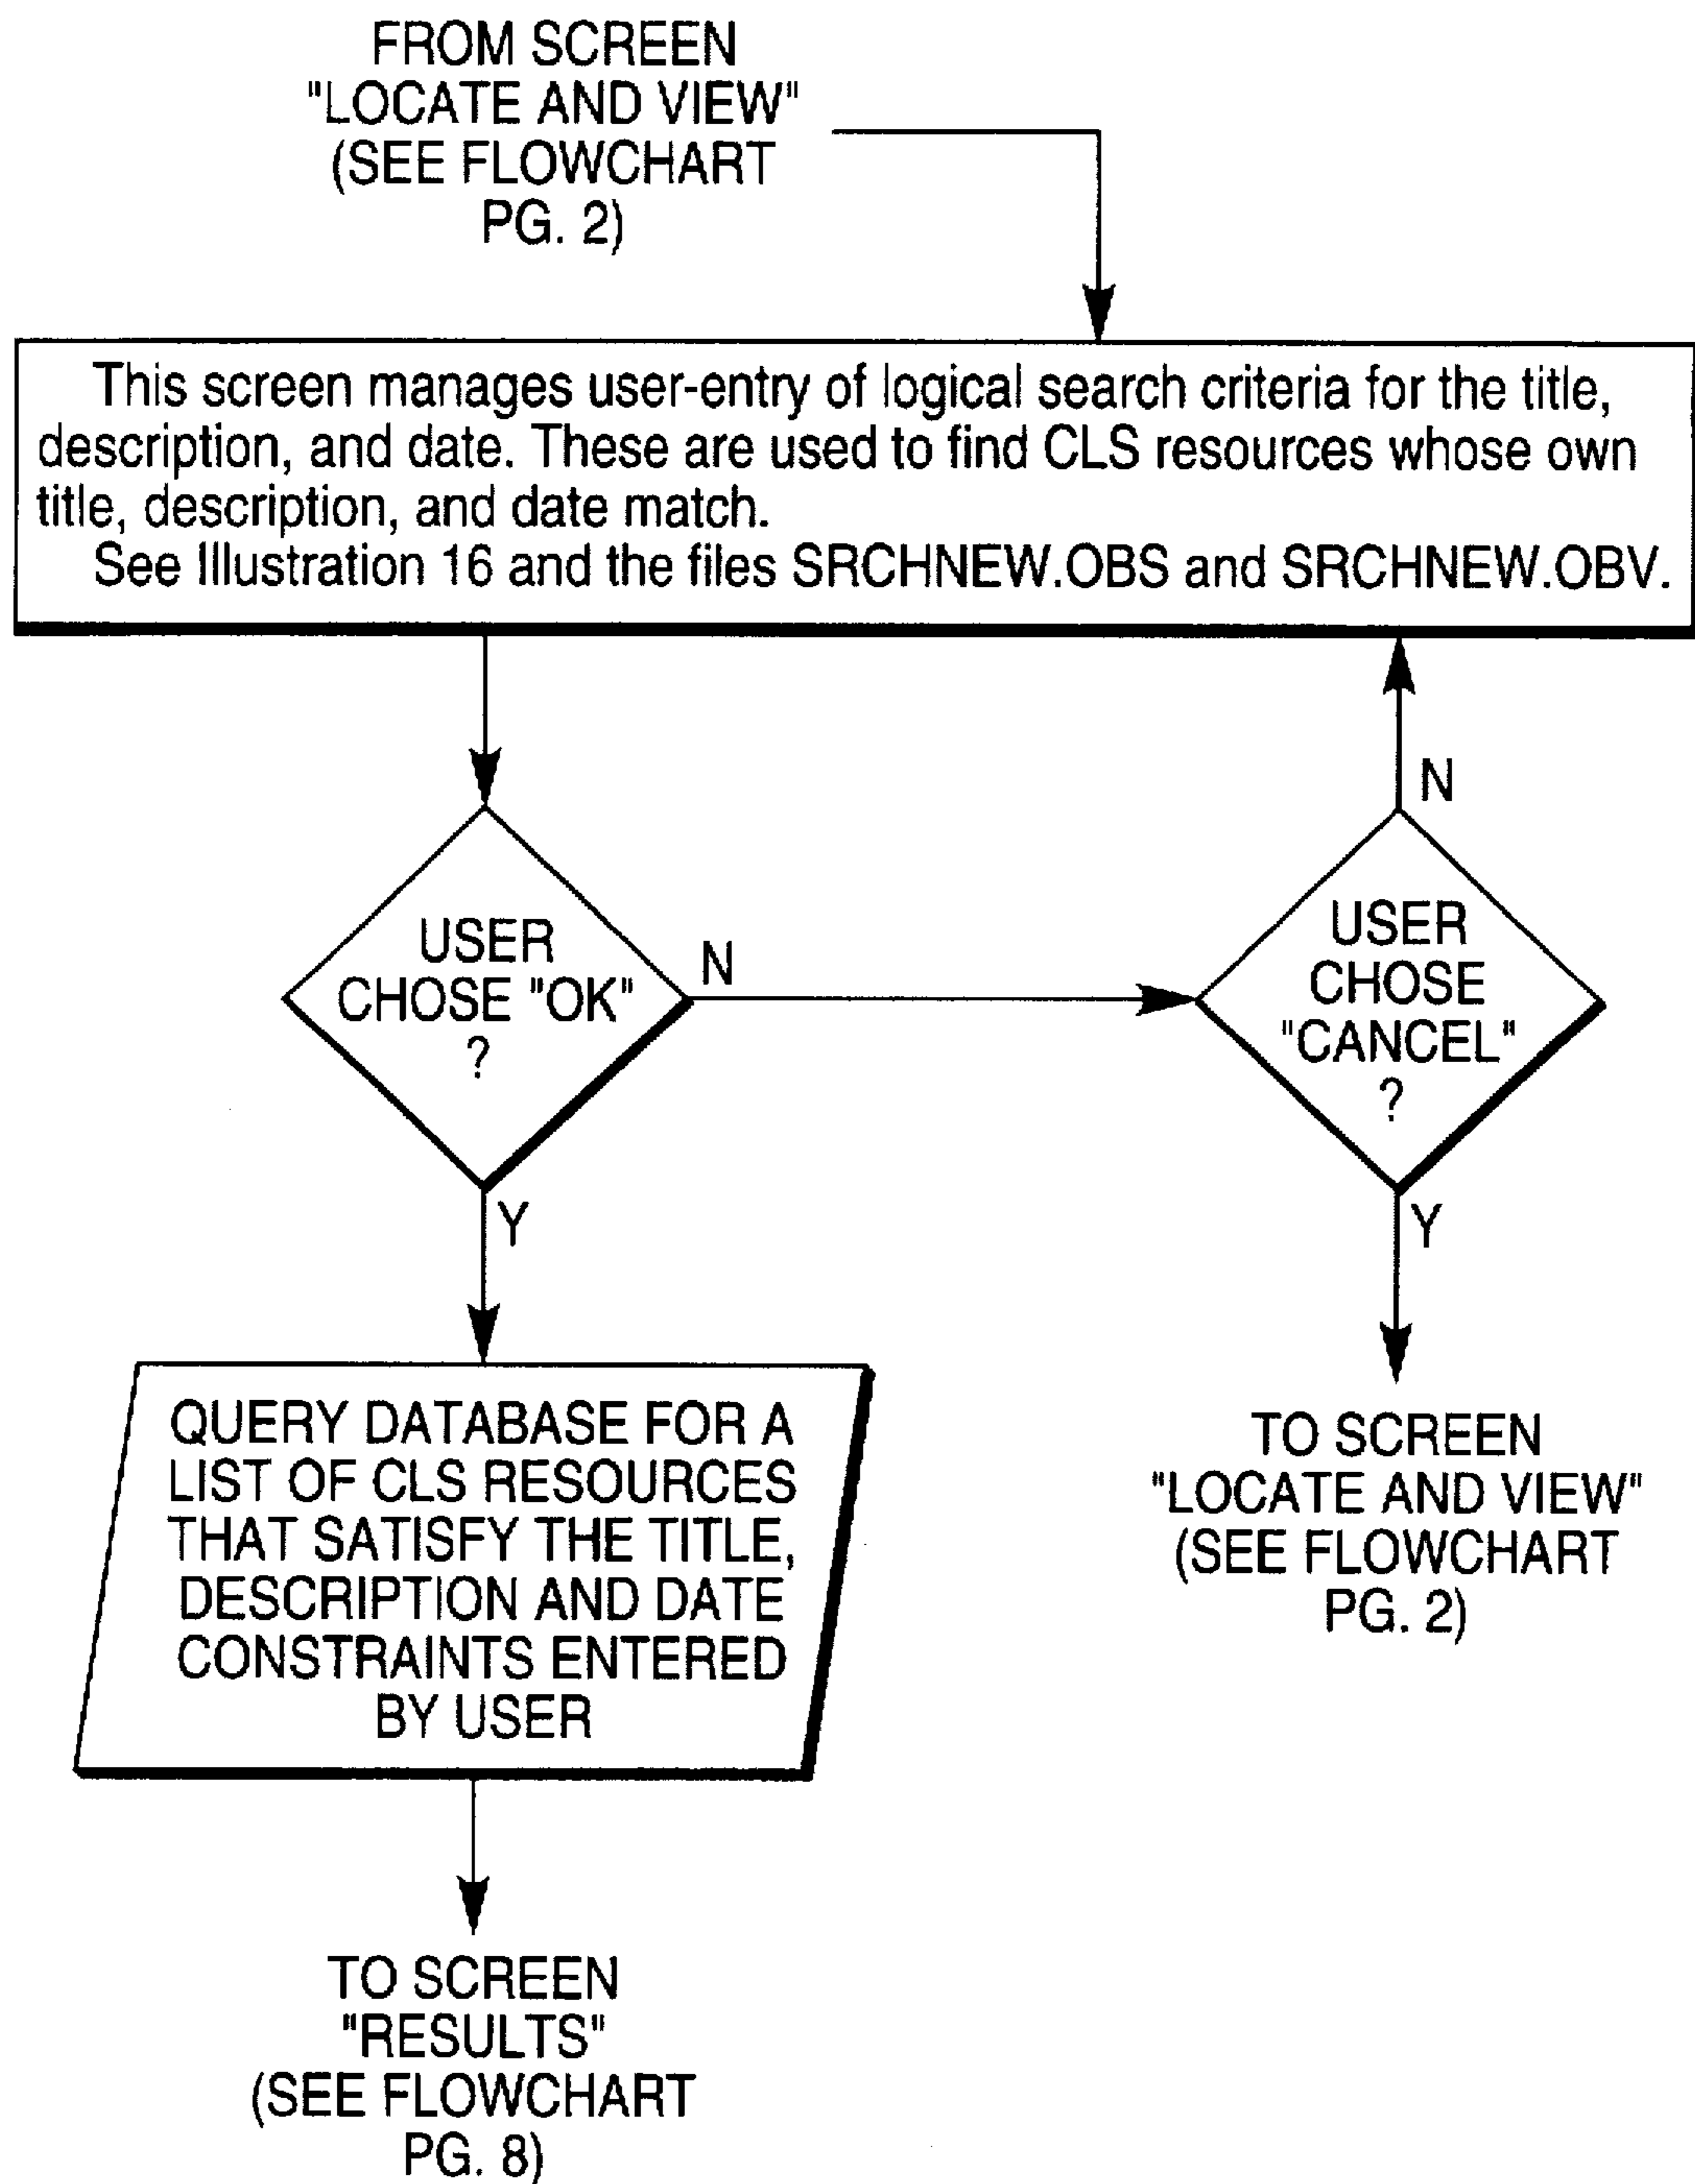 FROM SCREEN
"LOCATE AND VIEW"
(SEE FLOWCHART
PG. 2)
This screen manages user-entry of logical search criteria for the title,
description, and date. These are used to find CLS resources whose own
title, description, and date match.
See Illustration 16 and the files SRCHNEW.OBS and SRCHNEW.OBV.
USER
CHOSE "OK"
?
N
Y
USER
CHOSE
"CANCEL"
?
N
Y
QUERY DATABASE FOR A
LIST OF CLS RESOURCES
THAT SATISFY THE TITLE,
DESCRIPTION AND DATE
CONSTRAINTS ENTERED
BY USER
TO SCREEN
"LOCATE AND VIEW"
(SEE FLOWCHART
PG. 2)
TO SCREEN
"RESULTS"
(SEE FLOWCHART
PG. 8)